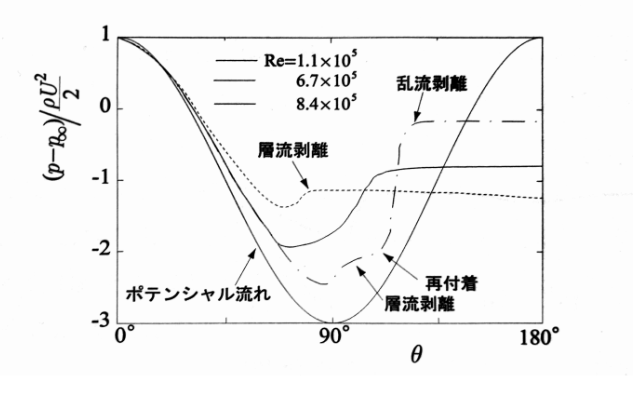 1
0
-1
-2
-3
(p-p∞)/ρU²/2
Re=1.1×10⁵
6.7×10⁵
8.4×10⁵
乱流剥離
層流剥離
ポテンシャル流れ
再付着
層流剥離
0°
90°
180°
θ